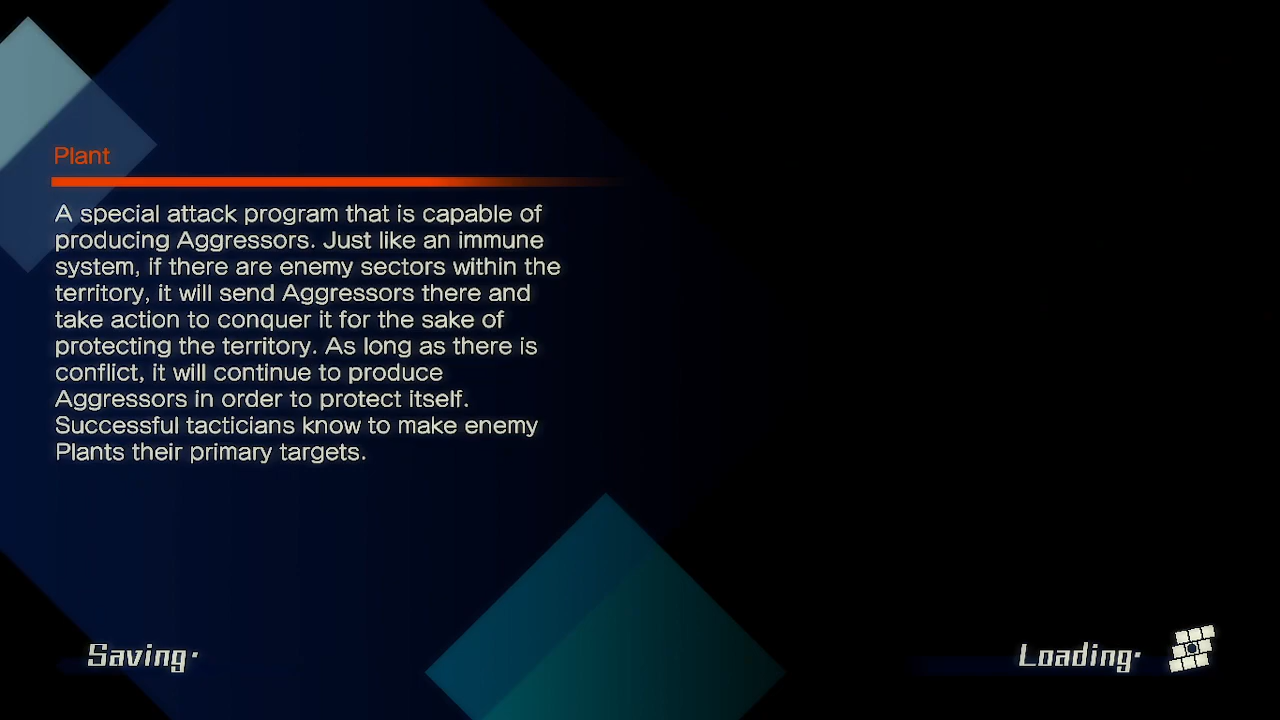 Plant
A special attack program that is capable of
producing Aggressors. Just like an immune
system, if there are enemy sectors within the
territory, it will send Aggressors there and
take action to conquer it for the sake of
protecting the territory. As long as there is
conflict, it will continue to produce
Aggressors in order to protect itself.
Successful tacticians know to make enemy
Plants their primary targets.
Saving·
Loading·